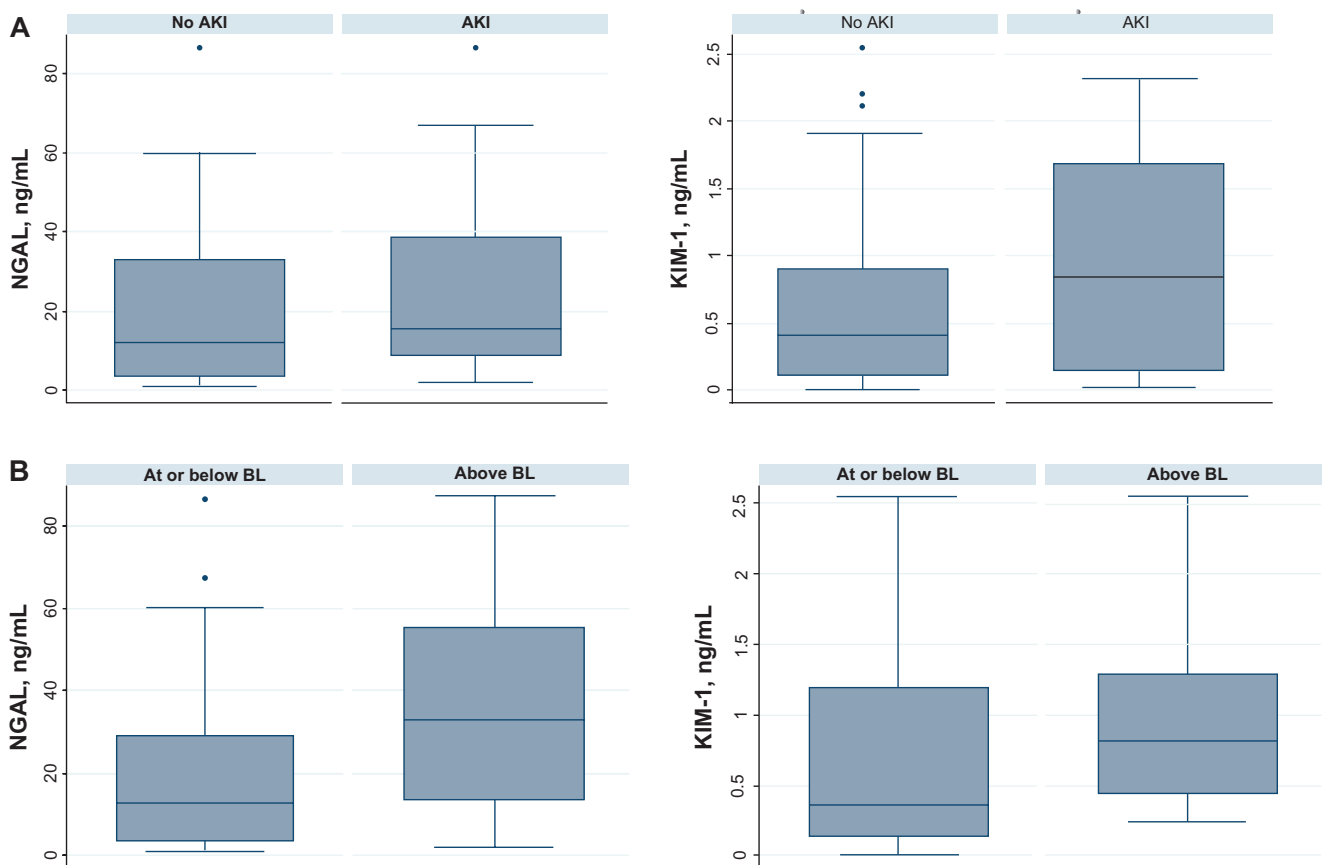 A
No AKI
AKI
NGAL, ng/mL
80
60
40
20
0
No AKI
AKI
KIM-1, ng/mL
2.5
2
1.5
1
0.5
0
B
At or below BL
Above BL
NGAL, ng/mL
80
60
40
20
0
At or below BL
Above BL
KIM-1, ng/mL
2.5
2
1.5
1
0.5
0